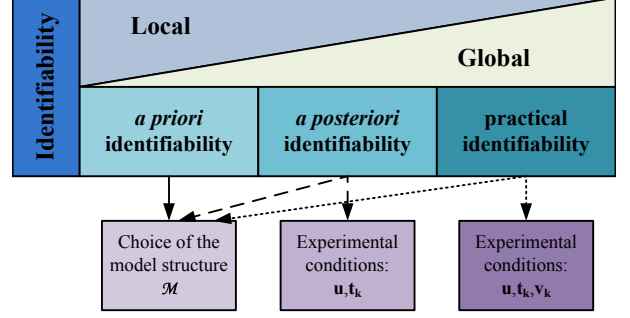 Identifiability
Local
Global
a priori
identifiability
a posteriori
identifiability
practical
identifiability
Choice of the
model structure
ℳ
Experimental
conditions:
u,tₖ
Experimental
conditions:
u,tₖ,vₖ